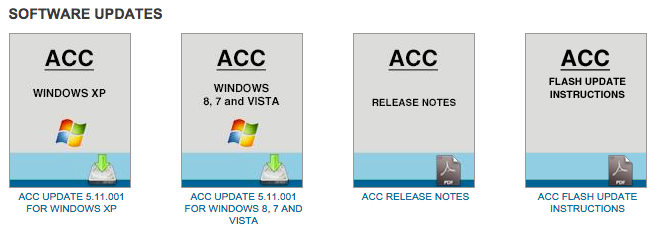 SOFTWARE UPDATES
ACC
WINDOWS XP
ACC UPDATE 5.11.001
FOR WINDOWS XP
ACC
WINDOWS
8, 7 and VISTA
ACC UPDATE 5.11.001
FOR WINDOWS 8, 7 AND
VISTA
ACC
RELEASE NOTES
PDF
ACC RELEASE NOTES
ACC
FLASH UPDATE
INSTRUCTIONS
PDF
ACC FLASH UPDATE
INSTRUCTIONS